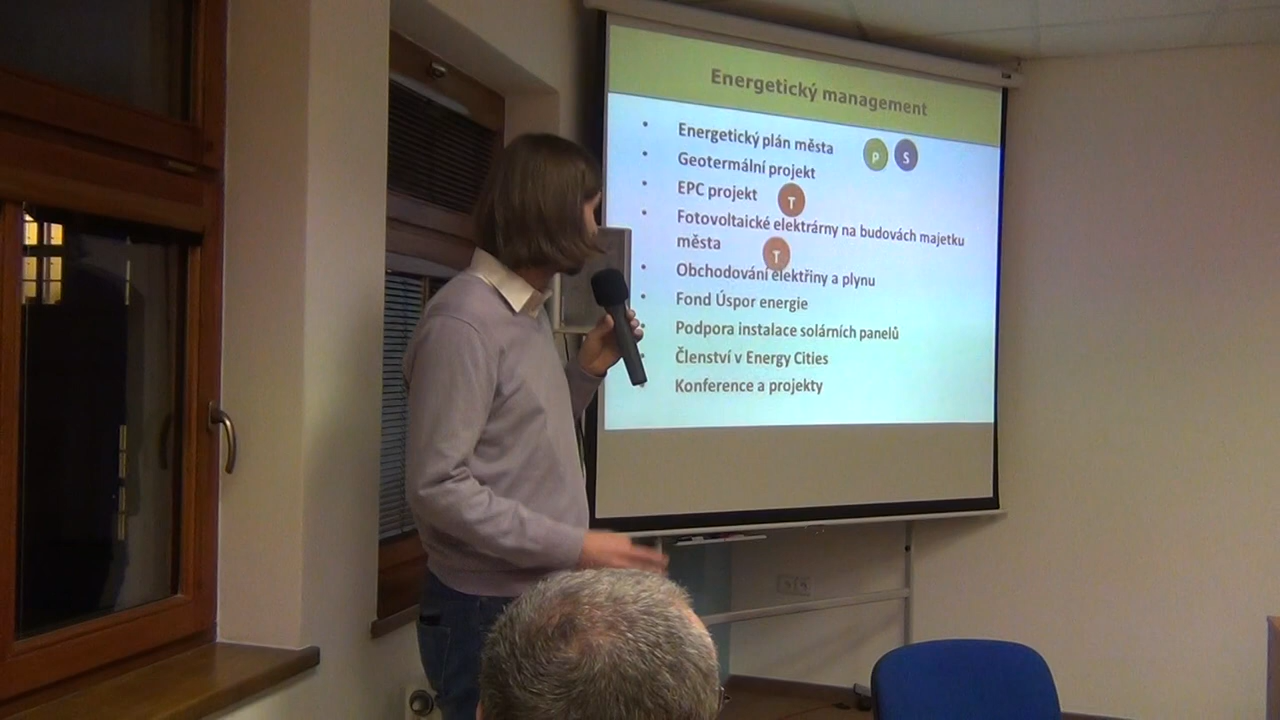 Energetický management
Energetický plán města P S
Geotermální projekt
EPC projekt T
Fotovoltaické elektrárny na budovách majetku
města T
Obchodování elektřiny a plynu
Fond Úspor energie
Podpora instalace solárních panelů
Členství v Energy Cities
Konference a projekty